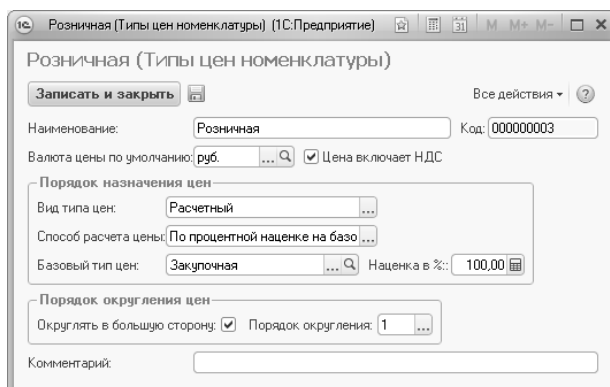 1С Розничная (Типы цен номенклатуры) (1С:Предприятие) 31 M M+ M-
Розничная (Типы цен номенклатуры)
Записать и закрыть Все действия ?
Наименование: Розничная Код: 000000003
Валюта цены по умолчанию: руб. ... Цена включает НДС
Порядок назначения цен
Вид типа цен: Расчетный ...
Способ расчета цены: По процентной наценке на базо ...
Базовый тип цен: Закупочная ... Наценка в %:: 100,00
Порядок округления цен
Округлять в большую сторону: Порядок округления: 1 ...
Комментарий: